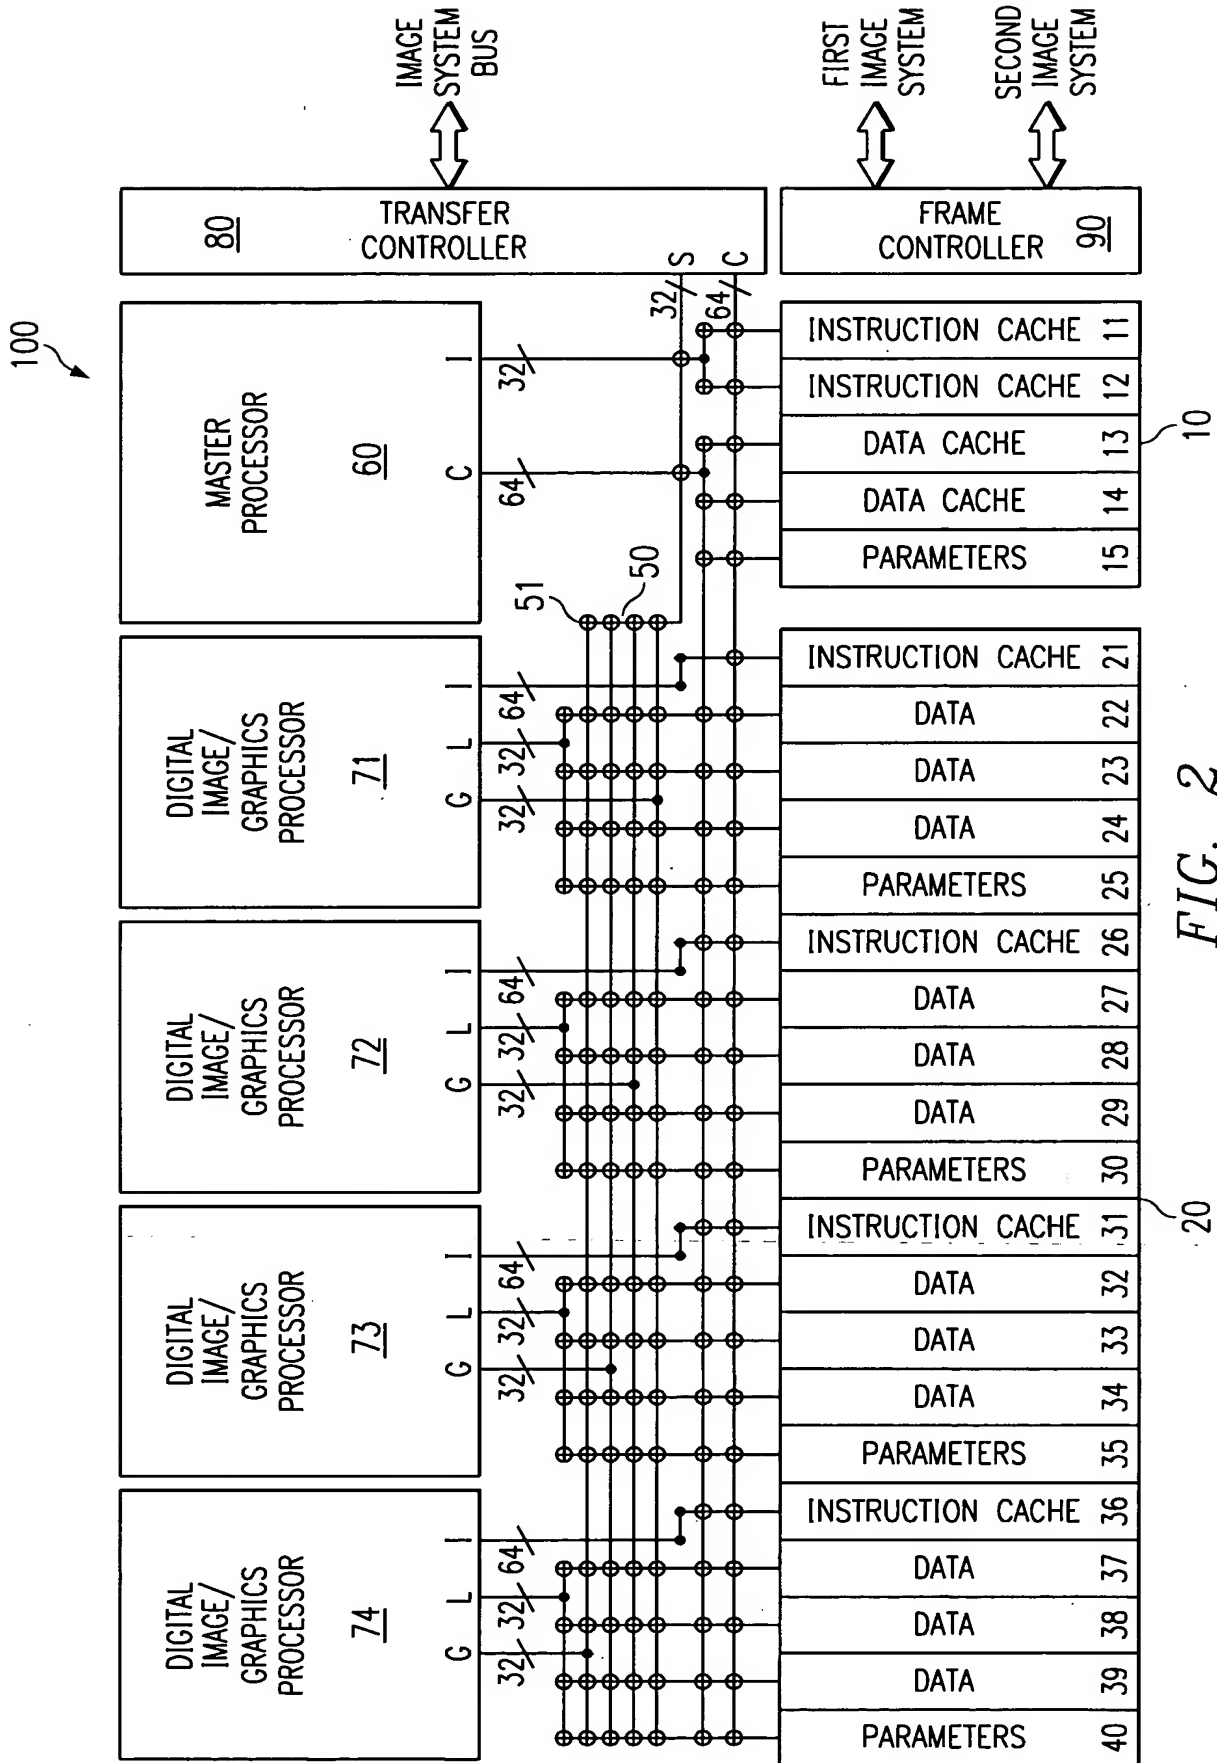 100
IMAGE
SYSTEM
BUS
FIRST
IMAGE
SYSTEM
SECOND
IMAGE
SYSTEM
DIGITAL
IMAGE/
GRAPHICS
PROCESSOR
74
G L I
32 32 64
DIGITAL
IMAGE/
GRAPHICS
PROCESSOR
73
G L I
32 32 64
DIGITAL
IMAGE/
GRAPHICS
PROCESSOR
72
G L I
32 32 64
DIGITAL
IMAGE/
GRAPHICS
PROCESSOR
71
G L I
32 32 64
MASTER
PROCESSOR
60
C I
64 32
TRANSFER
CONTROLLER
80
S
C
32
64
51
50
FRAME
CONTROLLER
90
INSTRUCTION CACHE 11
INSTRUCTION CACHE 12
DATA CACHE 13
DATA CACHE 14
PARAMETERS 15
10
INSTRUCTION CACHE 21
DATA 22
DATA 23
DATA 24
PARAMETERS 25
INSTRUCTION CACHE 26
DATA 27
DATA 28
DATA 29
PARAMETERS 30
INSTRUCTION CACHE 31
DATA 32
DATA 33
DATA 34
PARAMETERS 35
INSTRUCTION CACHE 36
DATA 37
DATA 38
DATA 39
PARAMETERS 40
20
FIG. 2